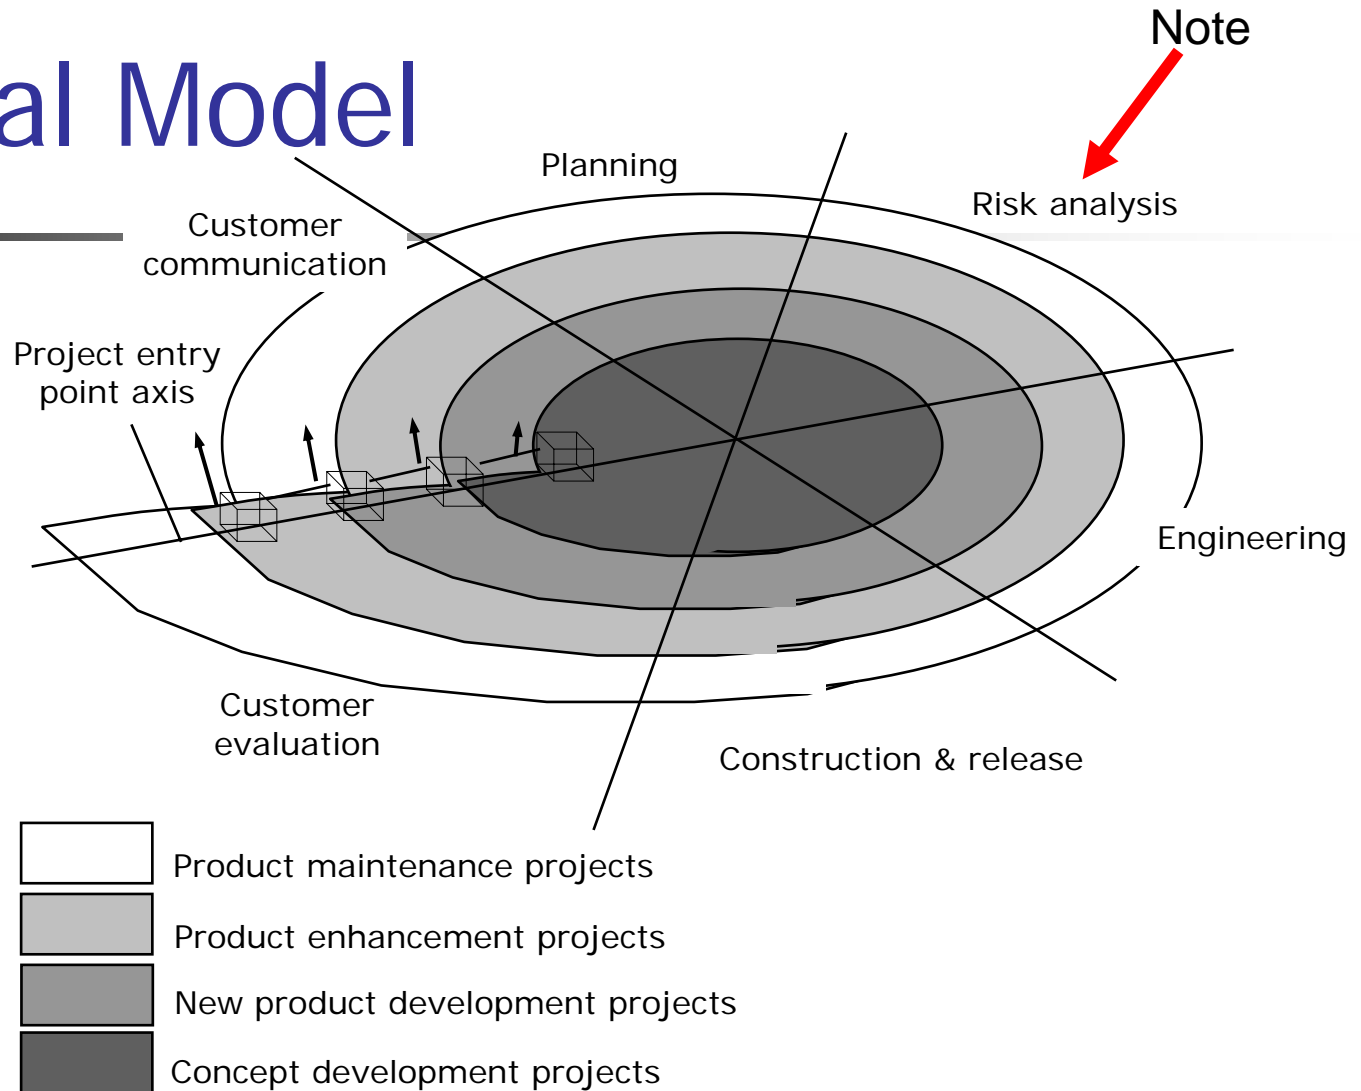 Note
al Model
Planning
Risk analysis
Customer
communication
Project entry
point axis
Engineering
Customer
evaluation
Construction & release
Product maintenance projects
Product enhancement projects
New product development projects
Concept development projects